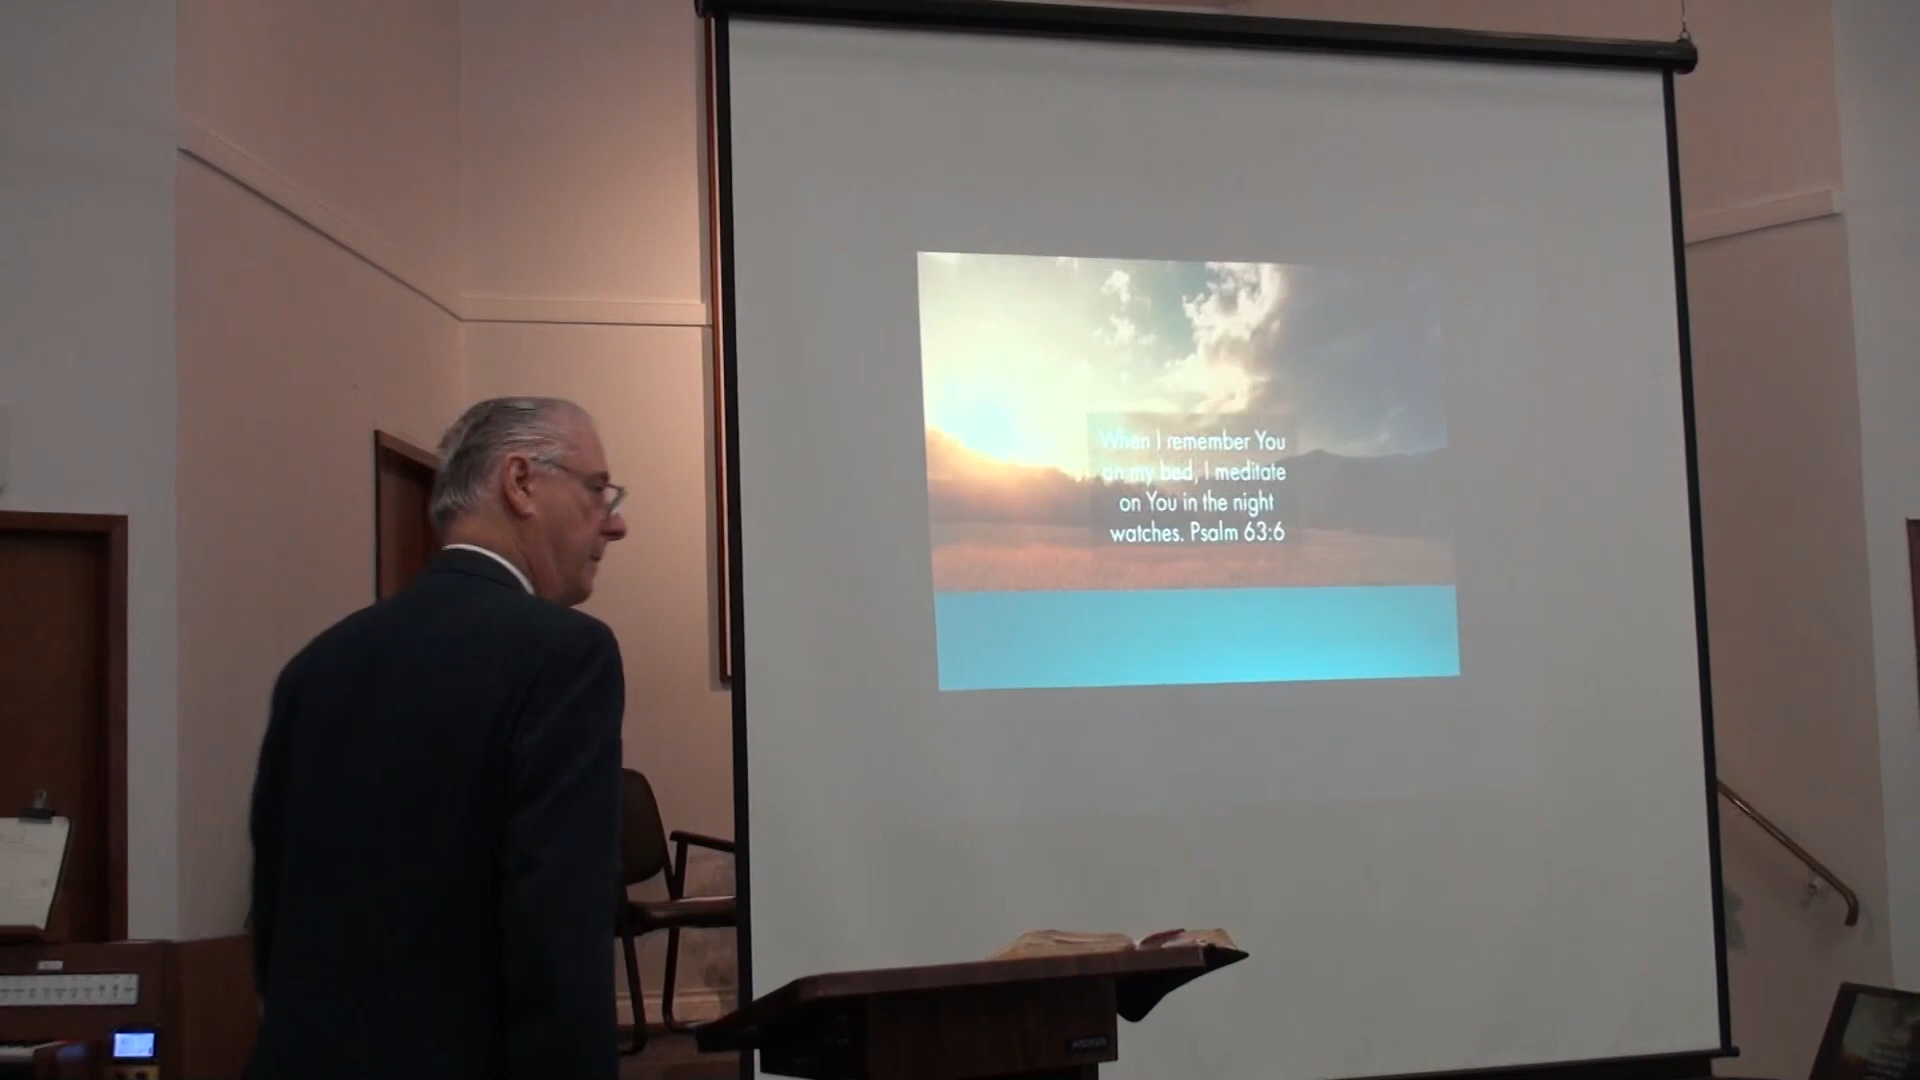 When I remember You
on my bed, I meditate
on You in the night
watches. Psalm 63:6